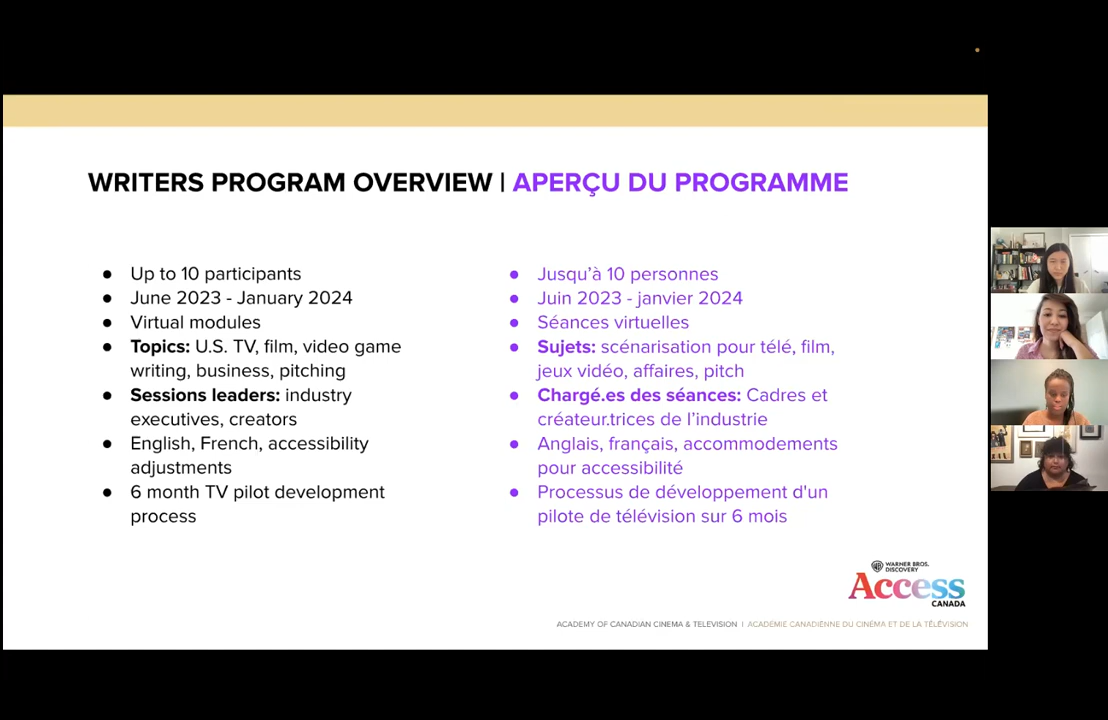 WRITERS PROGRAM OVERVIEW | APERÇU DU PROGRAMME
● Up to 10 participants
● June 2023 - January 2024
● Virtual modules
● Topics: U.S. TV, film, video game
writing, business, pitching
● Sessions leaders: industry
executives, creators
● English, French, accessibility
adjustments
● 6 month TV pilot development
process
● Jusqu'à 10 personnes
● Juin 2023 - janvier 2024
● Séances virtuelles
● Sujets: scénarisation pour télé, film,
jeux vidéo, affaires, pitch
● Chargé.es des séances: Cadres et
créateur.trices de l'industrie
● Anglais, français, accommodements
pour accessibilité
● Processus de développement d'un
pilote de télévision sur 6 mois
WARNER BROS.
DISCOVERY
Access
CANADA
ACADEMY OF CANADIAN CINEMA & TELEVISION | ACADÉMIE CANADIENNE DU CINÉMA ET DE LA TÉLÉVISION